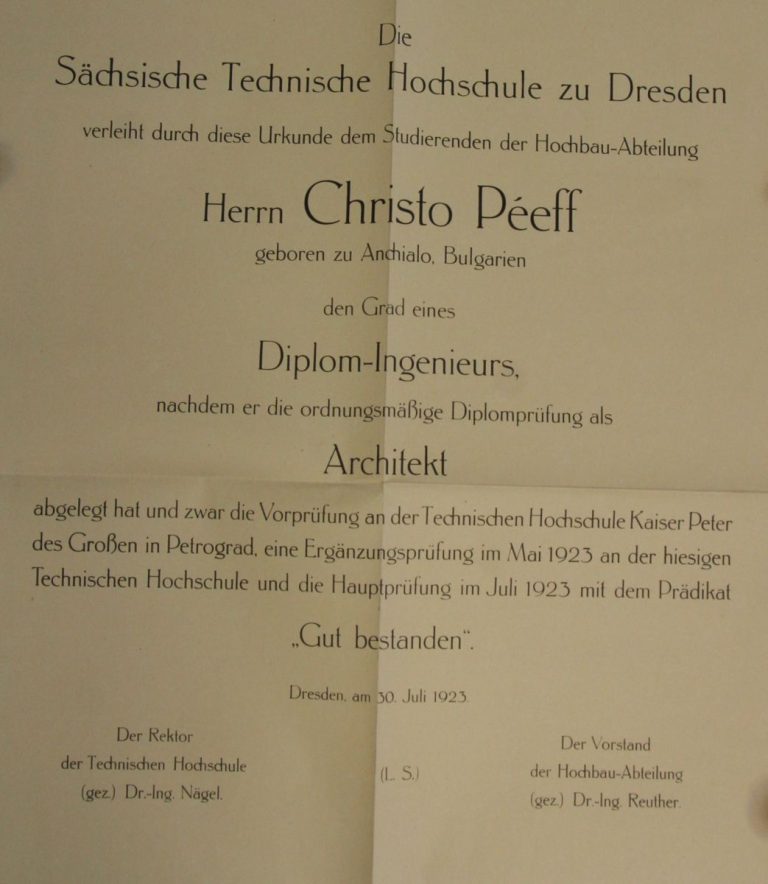 Die
Sächsische Technische Hochschule zu Dresden
verleiht durch diese Urkunde dem Studierenden der Hochbau-Abteilung
Herrn Christo Péeff
geboren zu Anchialo, Bulgarien
den Grad eines
Diplom-Ingenieurs,
nachdem er die ordnungsmäßige Diplomprüfung als
Architekt
abgelegt hat und zwar die Vorprüfung an der Technischen Hochschule Kaiser Peter
des Großen in Petrograd, eine Ergänzungsprüfung im Mai 1923 an der hiesigen
Technischen Hochschule und die Hauptprüfung im Juli 1923 mit dem Prädikat
„Gut bestanden“.
Dresden, am 30. Juli 1923.
Der Rektor
der Technischen Hochschule
(gez.) Dr.-Ing. Nägel.
(L. S.)
Der Vorstand
der Hochbau-Abteilung
(gez.) Dr.-Ing. Reuther.